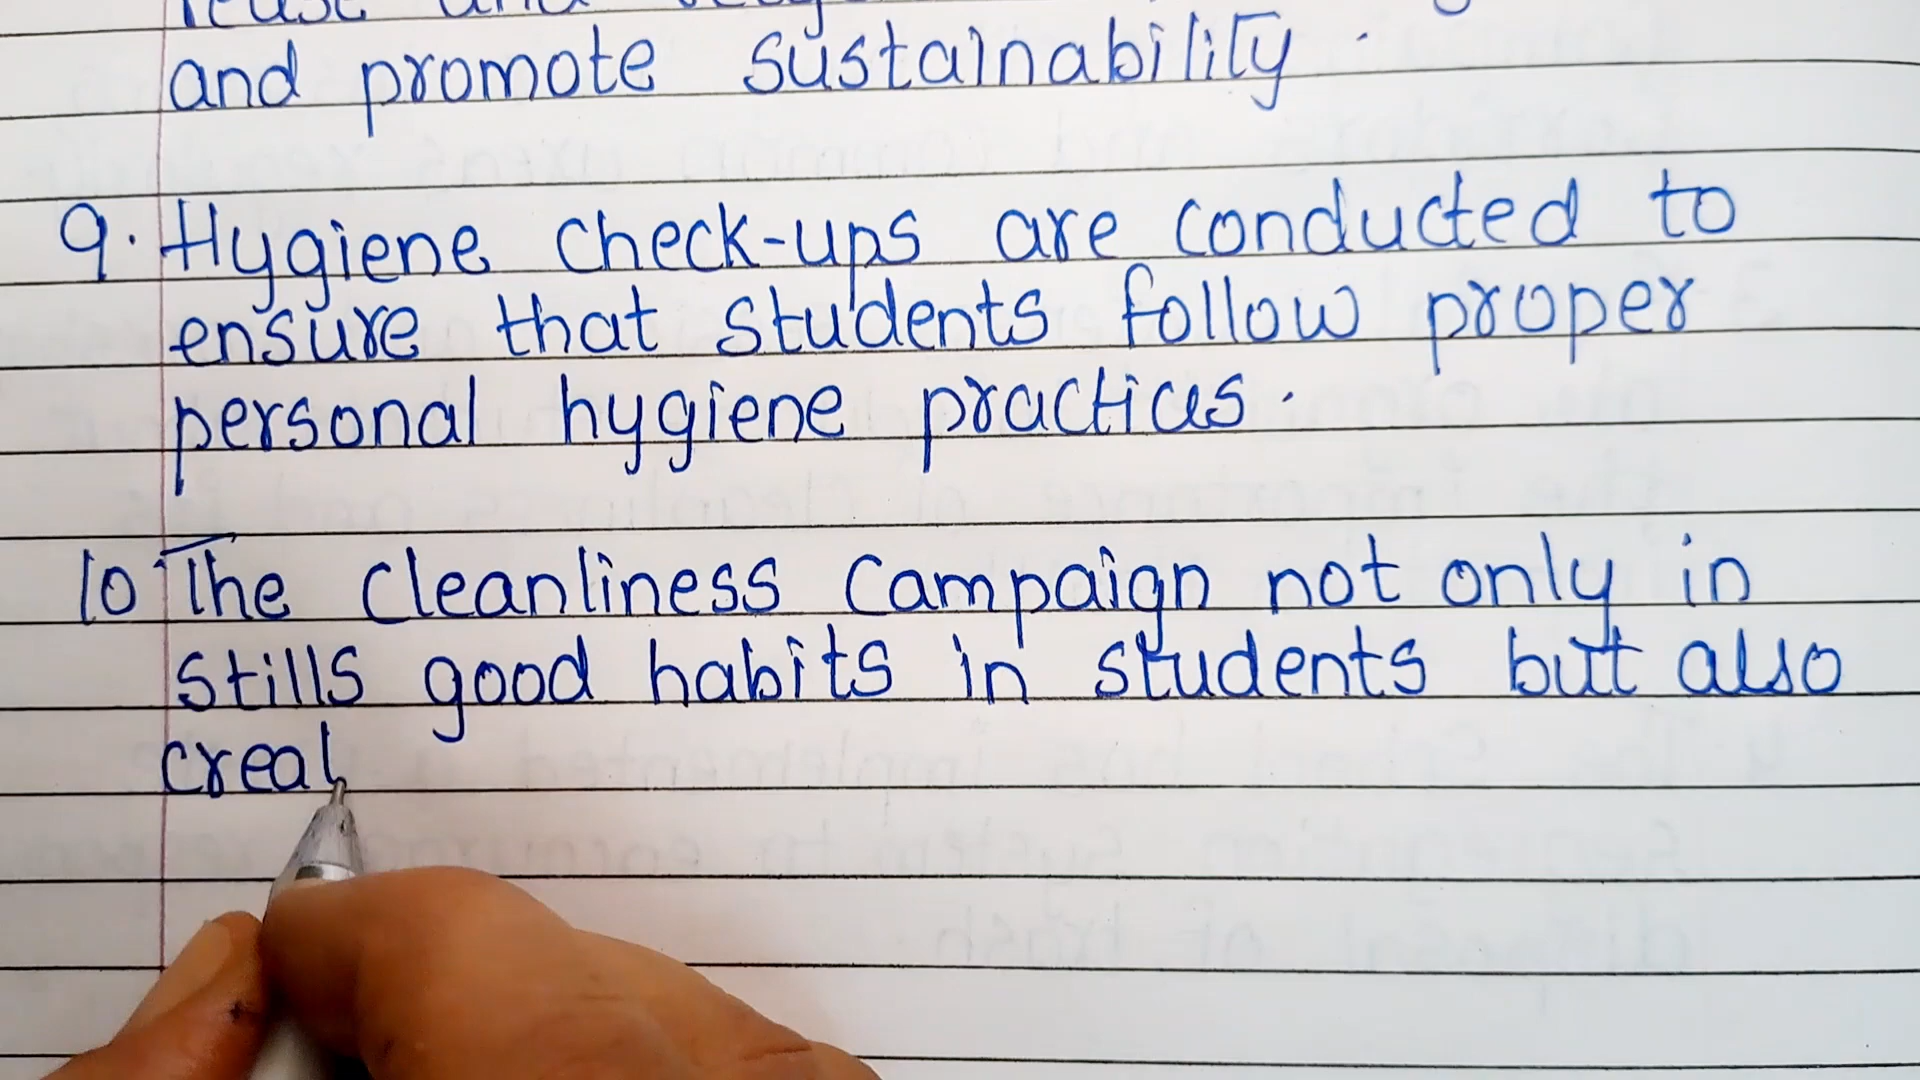 and promote sustainability.
9. Hygiene check-ups are conducted to
ensure that students follow proper
personal hygiene practices.
10. The cleanliness campaign not only in
stills good habits in students but also
creat